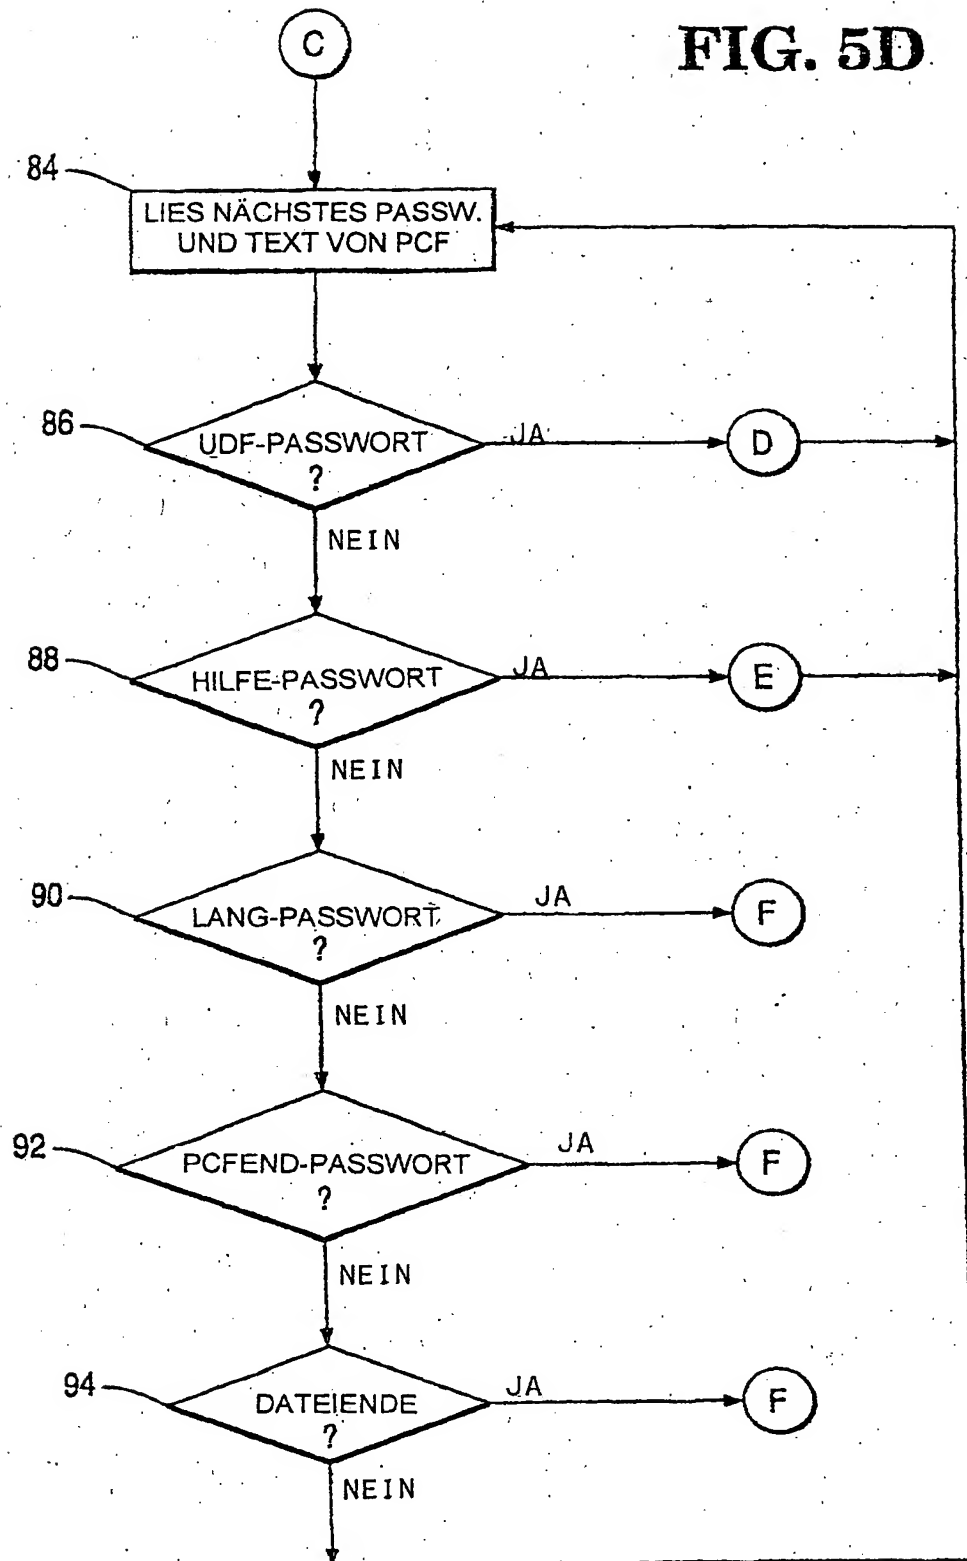 C
FIG. 5D
84
LIES NÄCHSTES PASSW.
UND TEXT VON PCF
86
UDF-PASSWORT
?
JA
D
NEIN
88
HILFE-PASSWORT
?
JA
E
NEIN
90
LANG-PASSWORT
?
JA
F
NEIN
92
PCFEND-PASSWORT
?
JA
F
NEIN
94
DATEIENDE
?
JA
F
NEIN